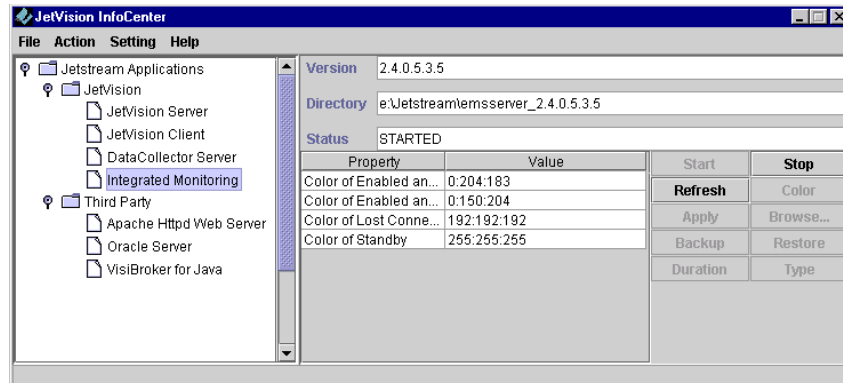 JetVision InfoCenter
File Action Setting Help
Jetstream Applications
JetVision
JetVision Server
JetVision Client
DataCollector Server
Integrated Monitoring
Third Party
Apache Httpd Web Server
Oracle Server
VisiBroker for Java
Version 2.4.0.5.3.5
Directory e:\Jetstream\emsserver_2.4.0.5.3.5
Status STARTED
Property Value
Color of Enabled an... 0:204:183
Color of Enabled an... 0:150:204
Color of Lost Conne... 192:192:192
Color of Standby 255:255:255
Start Stop
Refresh Color
Apply Browse...
Backup Restore
Duration Type